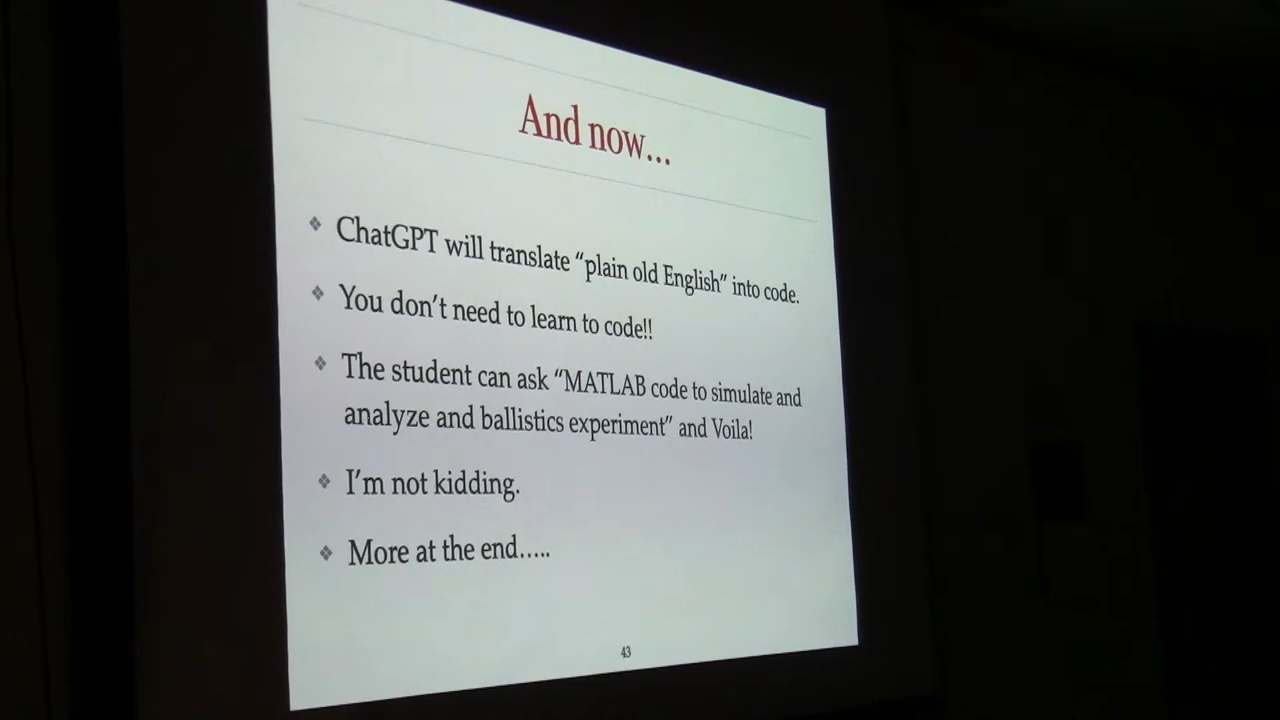 And now...
❖ ChatGPT will translate “plain old English” into code.
❖ You don’t need to learn to code!!
❖ The student can ask “MATLAB code to simulate and
analyze and ballistics experiment” and Voila!
❖ I’m not kidding.
❖ More at the end.....
43